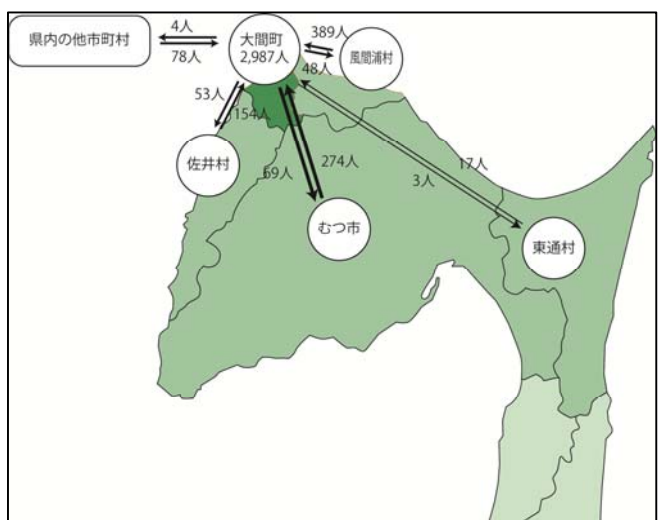 県内の他市町村
4人
78人
大間町
2,987人
389人
48人
風間浦村
53人
154人
佐井村
69人
274人
むつ市
17人
3人
東通村